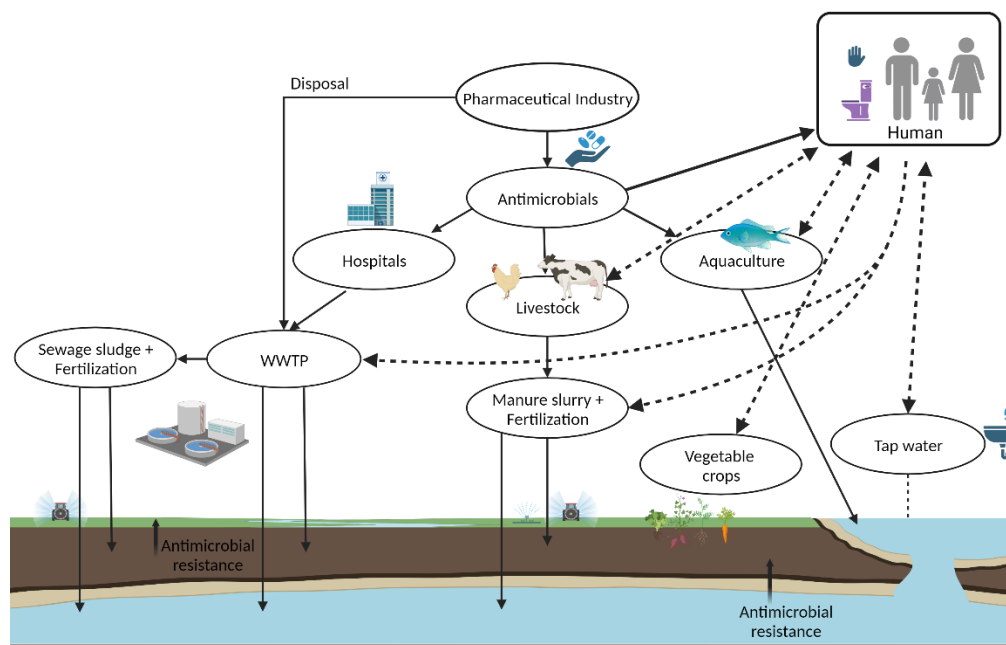 Disposal
Pharmaceutical Industry
Human
Antimicrobials
Hospitals
Aquaculture
Livestock
Sewage sludge +
Fertilization
WWTP
Manure slurry +
Fertilization
Vegetable
crops
Tap water
Antimicrobial
resistance
Antimicrobial
resistance